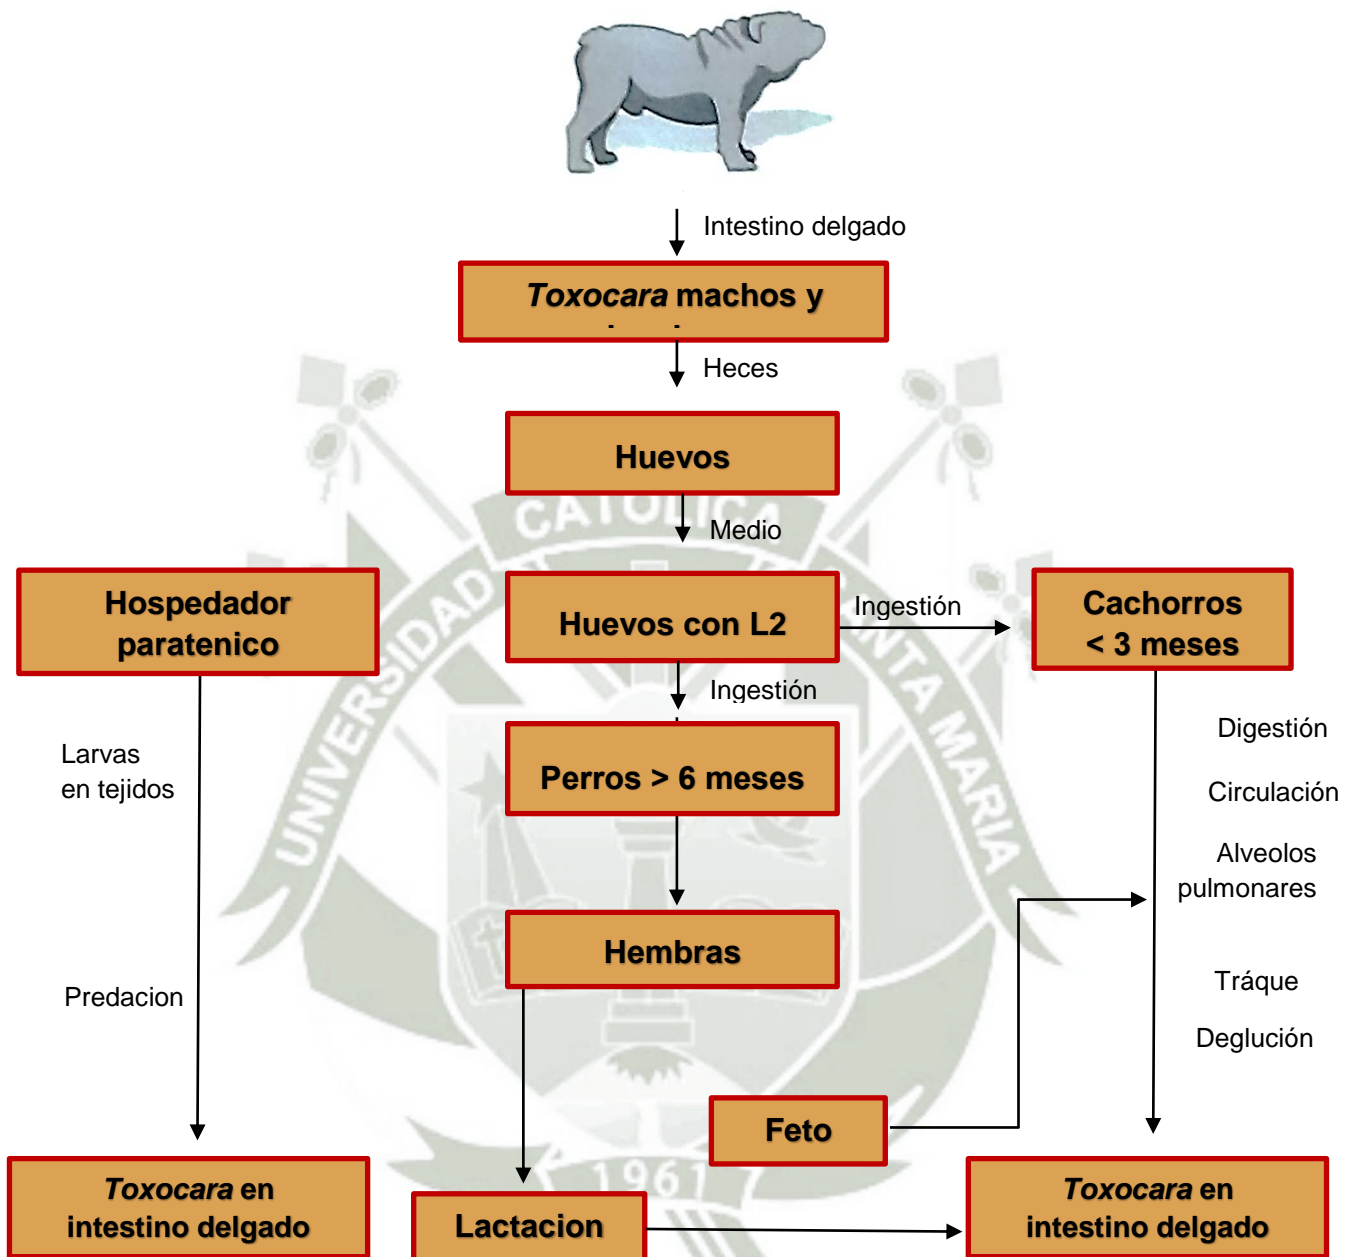 Intestino delgado
Toxocara machos y
Heces
Huevos
Medio
Hospedador
paratenico
Huevos con L2
Ingestión
Cachorros
< 3 meses
Ingestión
Larvas
en tejidos
Perros > 6 meses
Digestión
Circulación
Alveolos
pulmonares
Hembras
Predacion
Tráque
Deglución
Feto
Toxocara en
intestino delgado
Lactacion
Toxocara en
intestino delgado
UNIVERSIDAD
CATOLICA
SANTA MARIA
1961